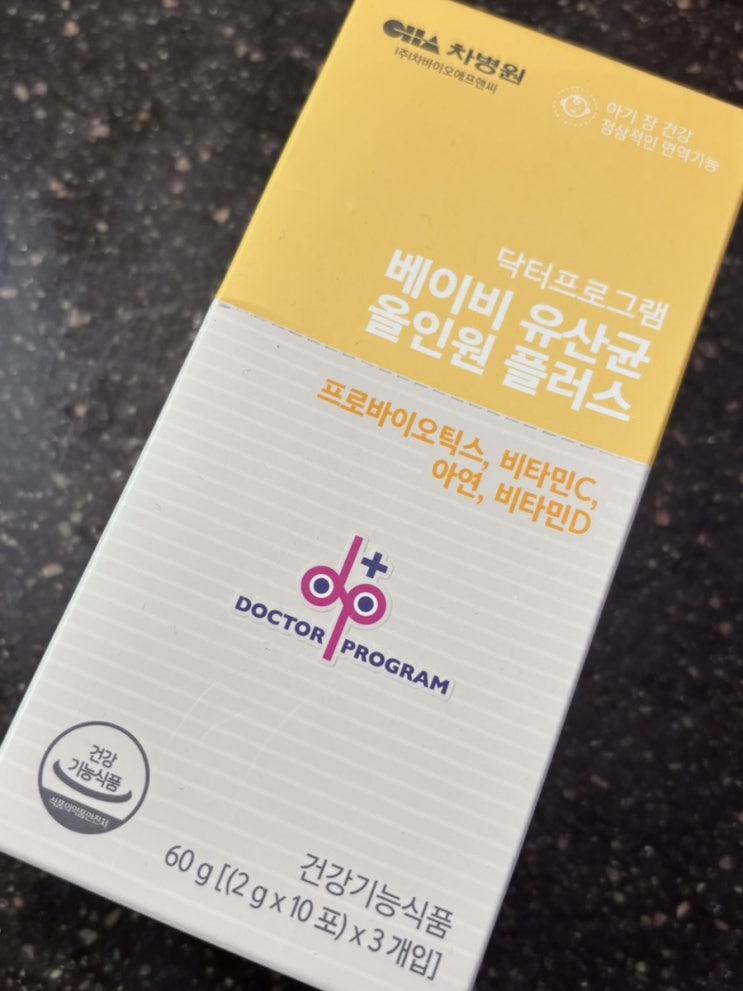 CHA 차병원
(주)차바이오에프앤씨
아기 장 건강
정상적인 면역기능
닥터프로그램
베이비 유산균
올인원 플러스
프로바이오틱스, 비타민C,
아연, 비타민D
DOCTOR PROGRAM
건강
기능식품
식품의약품안전처
건강기능식품
60 g [(2 g x 10 포) x 3 개입]